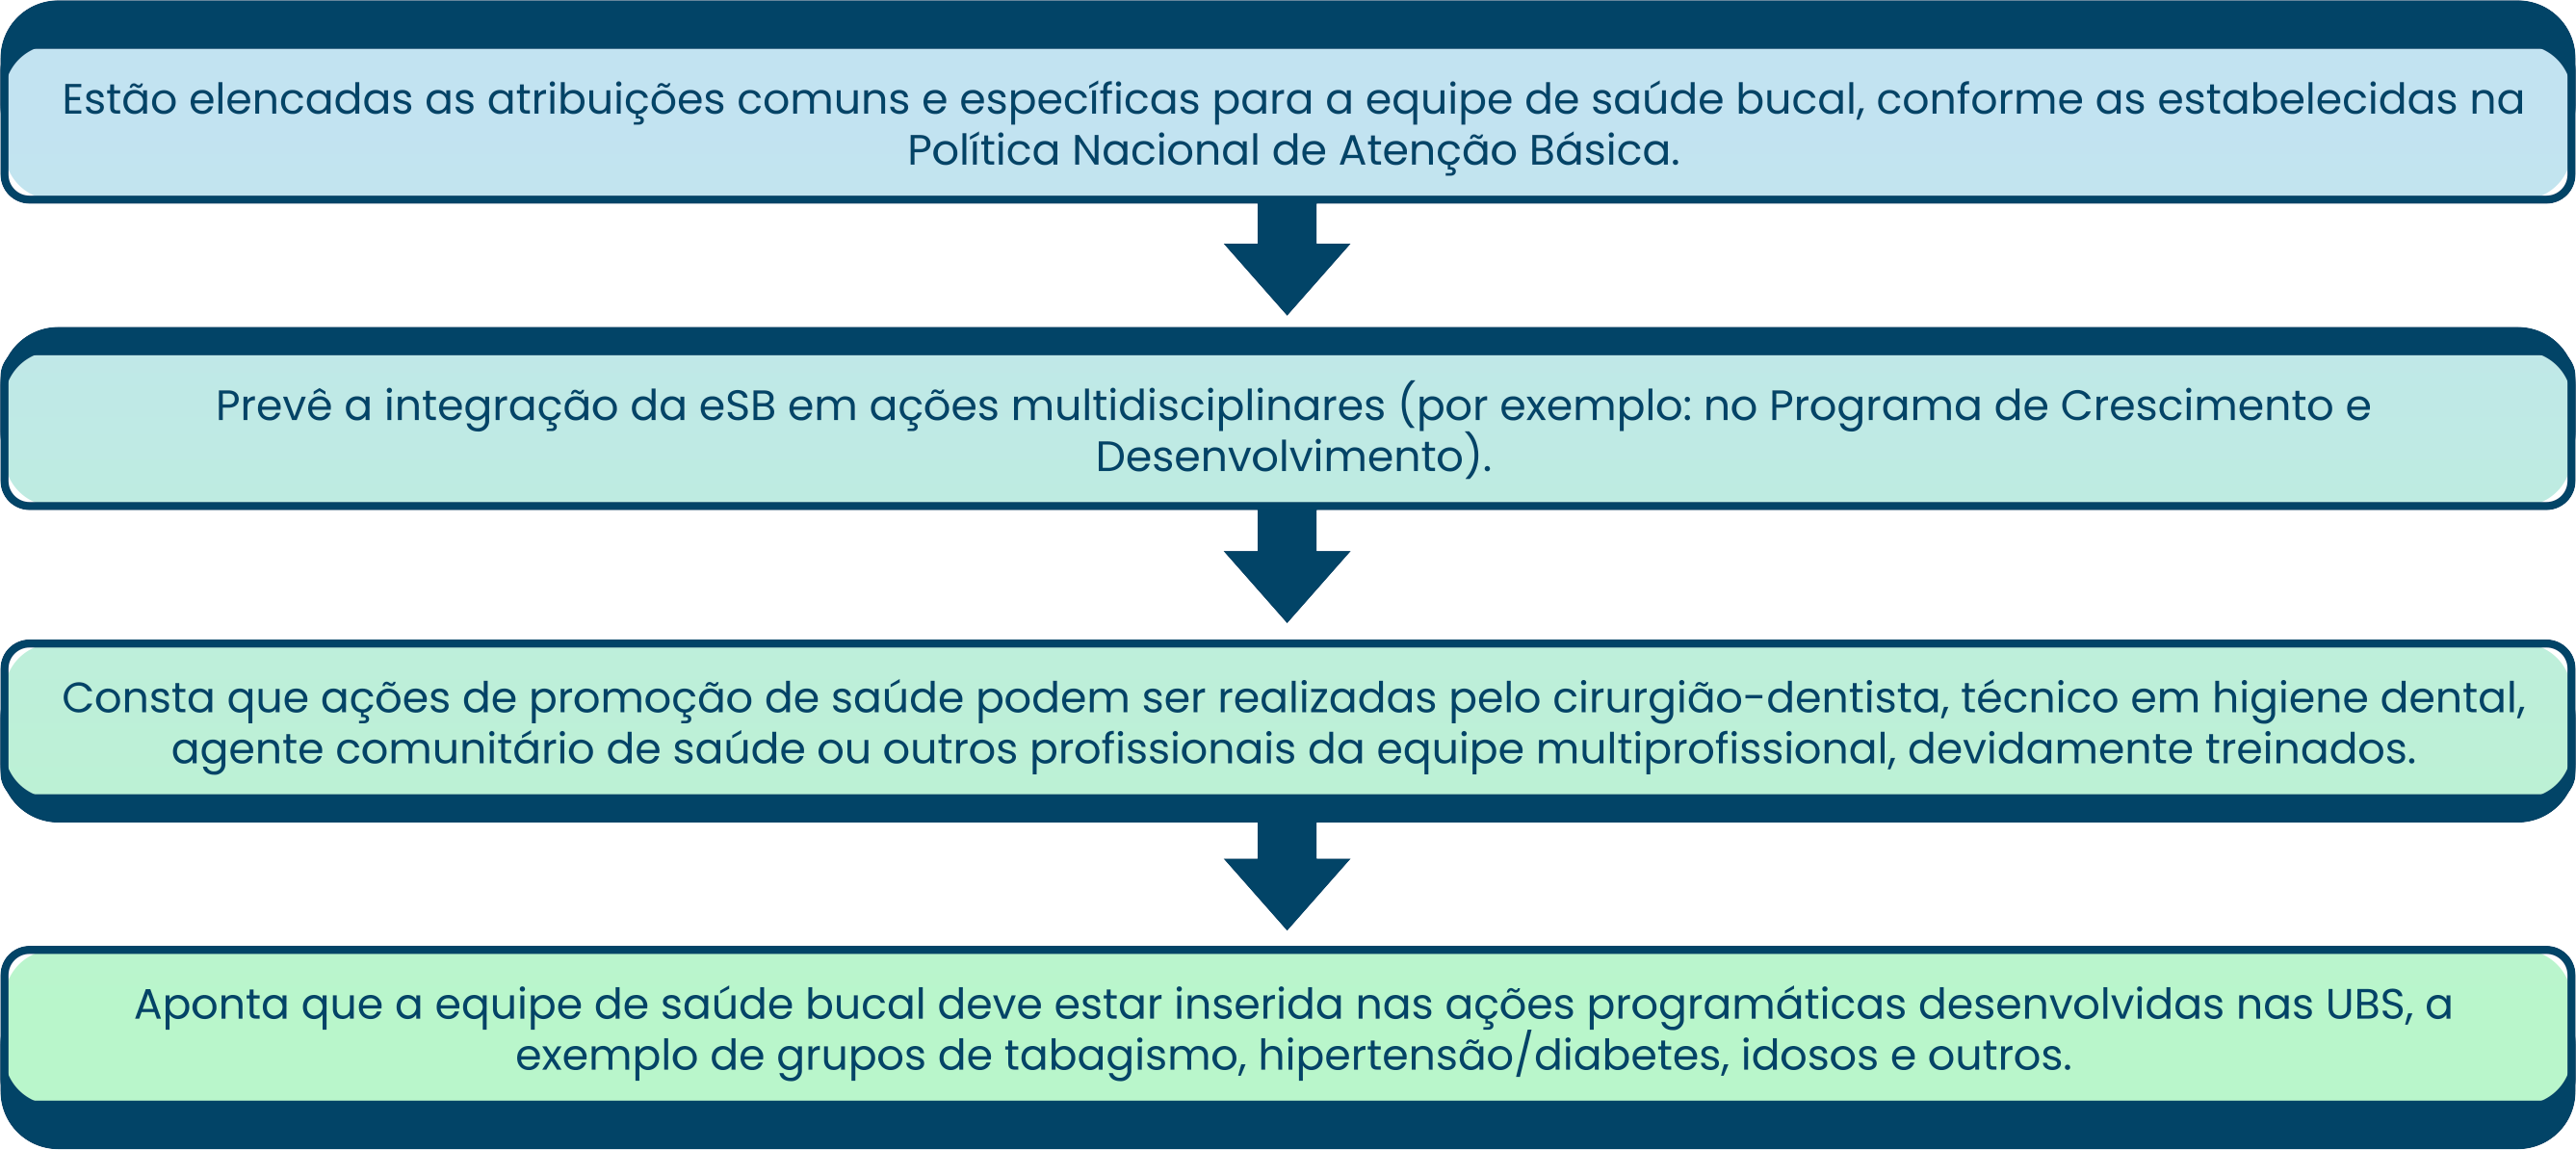 Estão elencadas as atribuições comuns e específicas para a equipe de saúde bucal, conforme as estabelecidas na
Política Nacional de Atenção Básica.
Prevê a integração da eSB em ações multidisciplinares (por exemplo: no Programa de Crescimento e
Desenvolvimento).
Consta que ações de promoção de saúde podem ser realizadas pelo cirurgião-dentista, técnico em higiene dental,
agente comunitário de saúde ou outros profissionais da equipe multiprofissional, devidamente treinados.
Aponta que a equipe de saúde bucal deve estar inserida nas ações programáticas desenvolvidas nas UBS, a
exemplo de grupos de tabagismo, hipertensão/diabetes, idosos e outros.